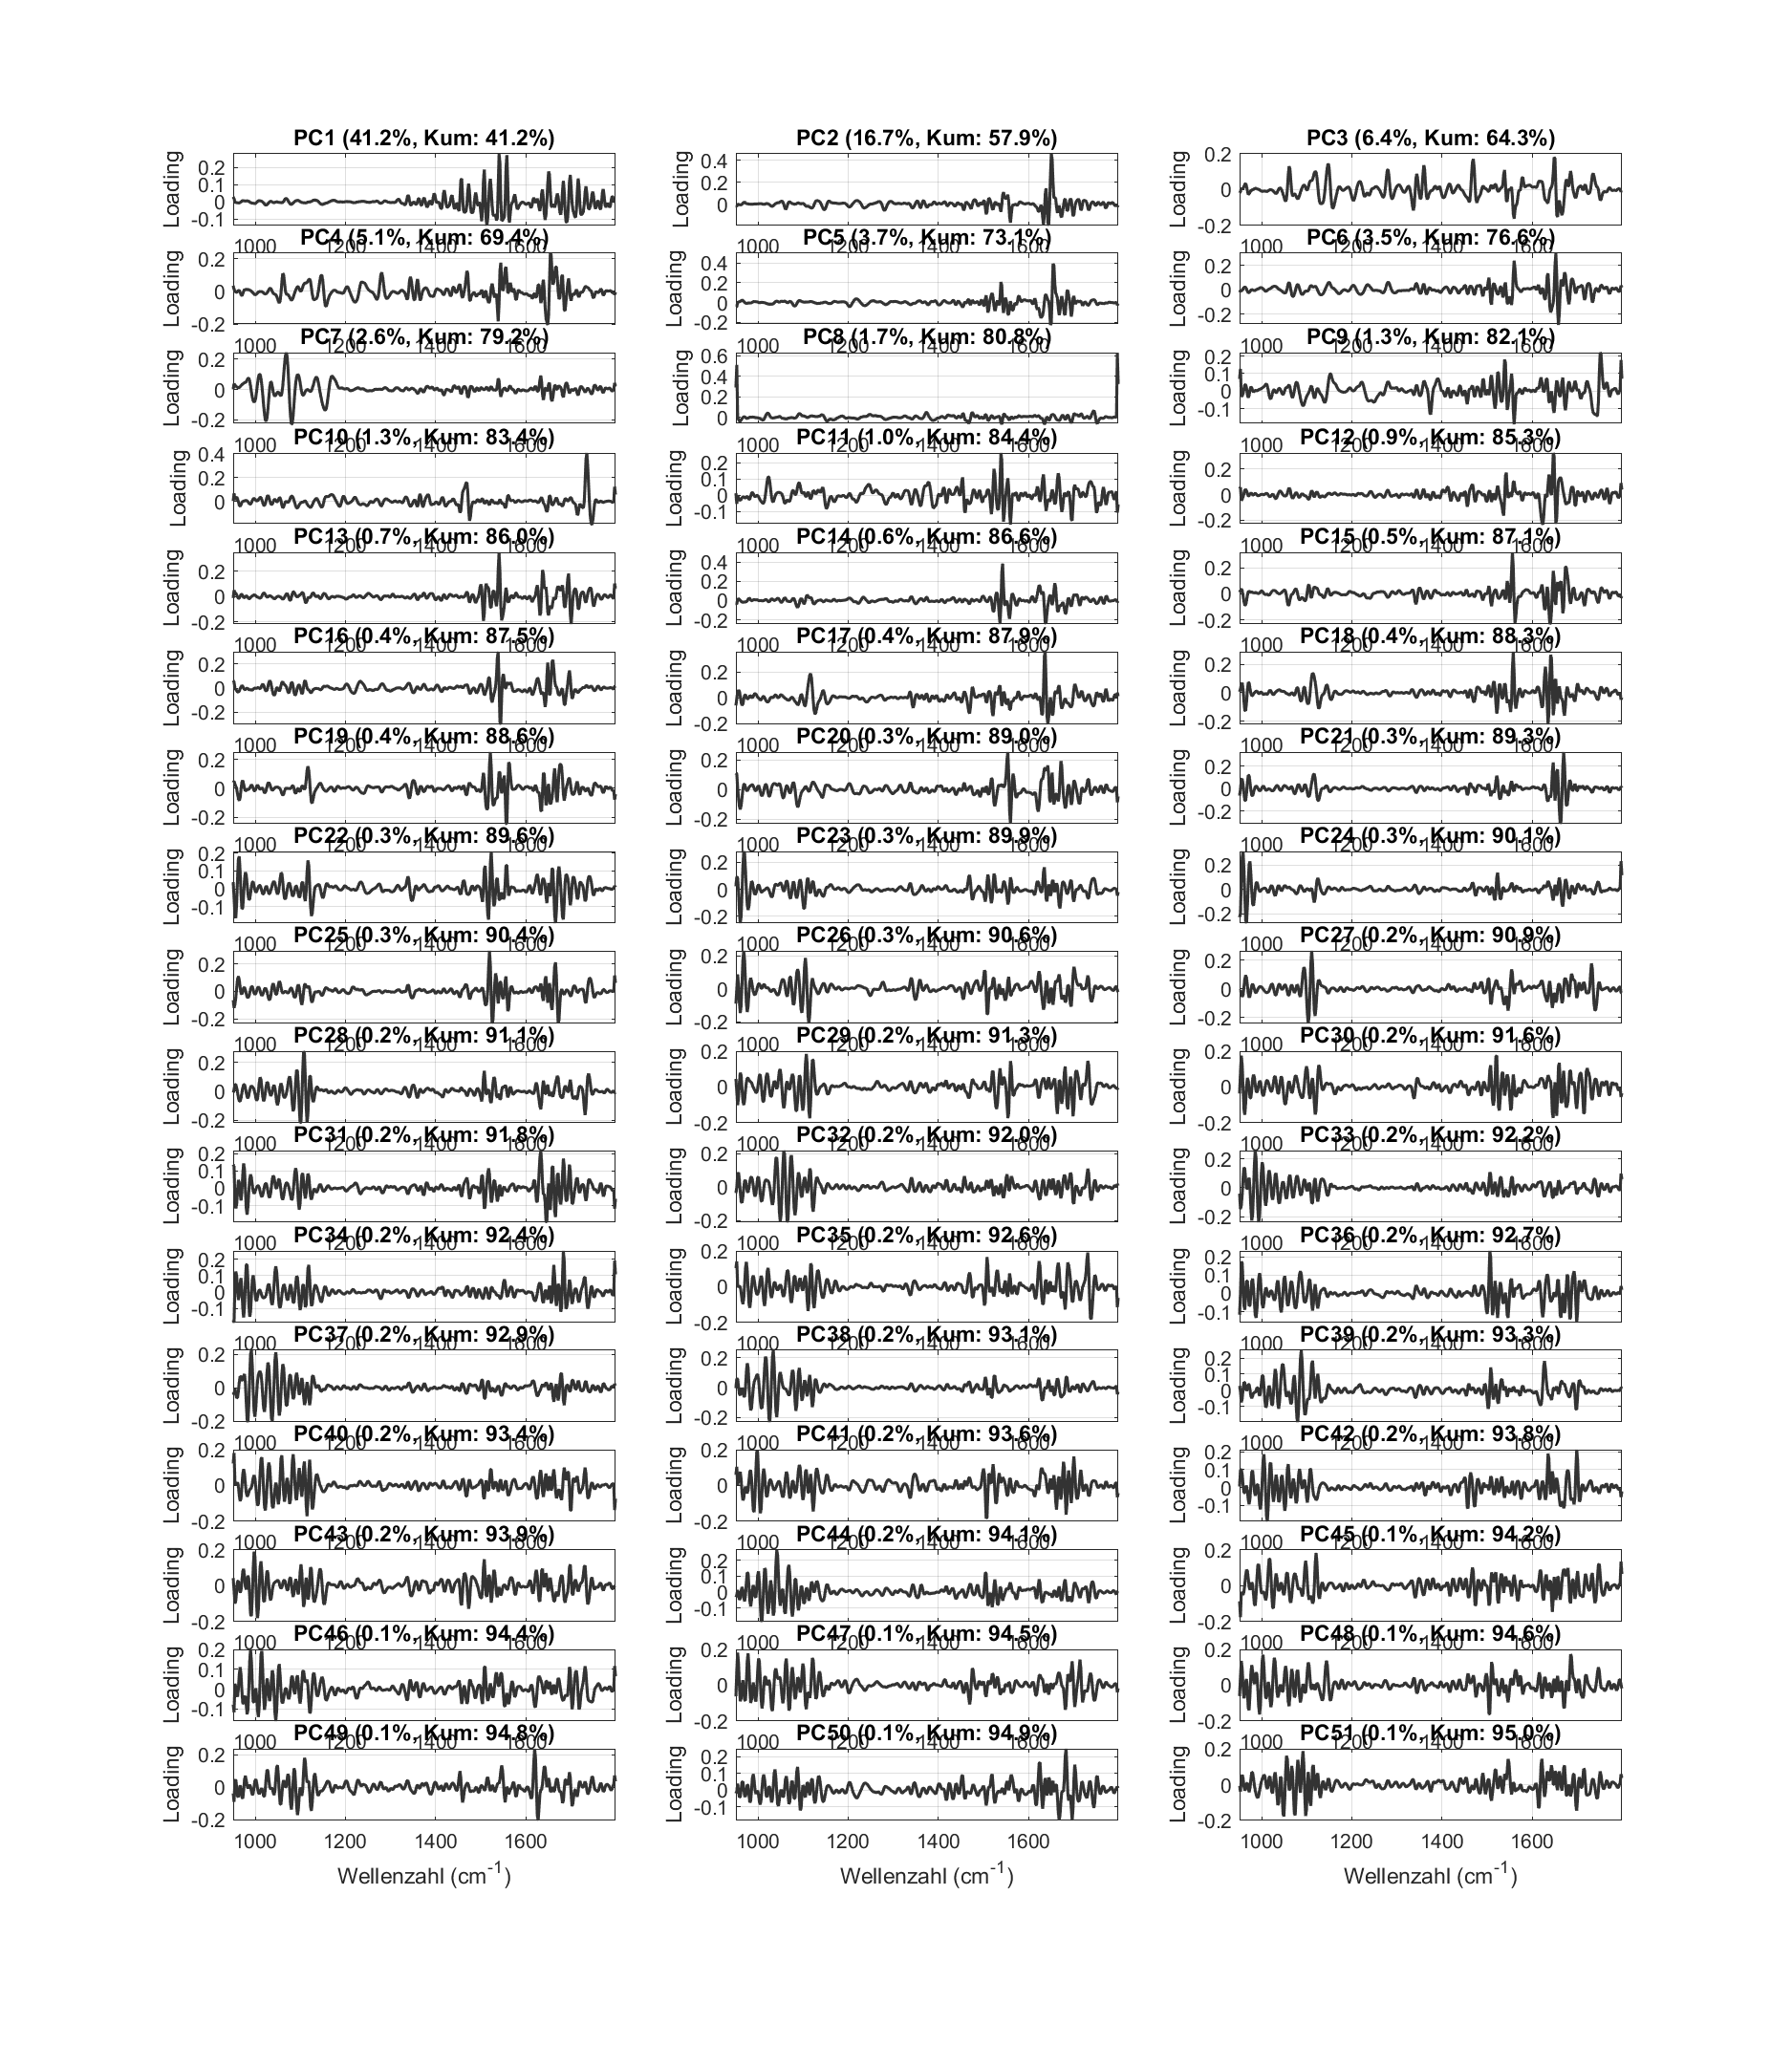 PC1 (41.2%, Kum: 41.2%) PC2 (16.7%, Kum: 57.9%) PC3 (6.4%, Kum: 64.3%)
Loading 0.2 0.1 0 -0.1 Loading 0.4 0.2 0 Loading 0.2 0 -0.2
1000 1200 1400 1600 1000 1200 1400 1600 1000 1200 1400 1600
PC4 (5.1%, Kum: 69.4%) PC5 (3.7%, Kum: 73.1%) PC6 (3.5%, Kum: 76.6%)
Loading 0.2 0 -0.2 Loading 0.4 0.2 0 -0.2 Loading 0.2 0 -0.2
1000 1200 1400 1600 1000 1200 1400 1600 1000 1200 1400 1600
PC7 (2.6%, Kum: 79.2%) PC8 (1.7%, Kum: 80.8%) PC9 (1.3%, Kum: 82.1%)
Loading 0.2 0 -0.2 Loading 0.6 0.4 0.2 0 Loading 0.2 0.1 0 -0.1
1000 1200 1400 1600 1000 1200 1400 1600 1000 1200 1400 1600
PC10 (1.3%, Kum: 83.4%) PC11 (1.0%, Kum: 84.4%) PC12 (0.9%, Kum: 85.3%)
Loading 0.4 0.2 0 Loading 0.2 0.1 0 -0.1 Loading 0.2 0 -0.2
1000 1200 1400 1600 1000 1200 1400 1600 1000 1200 1400 1600
PC13 (0.7%, Kum: 86.0%) PC14 (0.6%, Kum: 86.6%) PC15 (0.5%, Kum: 87.1%)
Loading 0.2 0 -0.2 Loading 0.4 0.2 0 -0.2 Loading 0.2 0 -0.2
1000 1200 1400 1600 1000 1200 1400 1600 1000 1200 1400 1600
PC16 (0.4%, Kum: 87.5%) PC17 (0.4%, Kum: 87.9%) PC18 (0.4%, Kum: 88.3%)
Loading 0.2 0 -0.2 Loading 0.2 0 -0.2 Loading 0.2 0 -0.2
1000 1200 1400 1600 1000 1200 1400 1600 1000 1200 1400 1600
PC19 (0.4%, Kum: 88.6%) PC20 (0.3%, Kum: 89.0%) PC21 (0.3%, Kum: 89.3%)
Loading 0.2 0 -0.2 Loading 0.2 0 -0.2 Loading 0.2 0 -0.2
1000 1200 1400 1600 1000 1200 1400 1600 1000 1200 1400 1600
PC22 (0.3%, Kum: 89.6%) PC23 (0.3%, Kum: 89.9%) PC24 (0.3%, Kum: 90.1%)
Loading 0.2 0.1 0 -0.1 Loading 0.2 0 -0.2 Loading 0.2 0 -0.2
1000 1200 1400 1600 1000 1200 1400 1600 1000 1200 1400 1600
PC25 (0.3%, Kum: 90.4%) PC26 (0.3%, Kum: 90.6%) PC27 (0.2%, Kum: 90.9%)
Loading 0.2 0 -0.2 Loading 0.2 0 -0.2 Loading 0.2 0 -0.2
1000 1200 1400 1600 1000 1200 1400 1600 1000 1200 1400 1600
PC28 (0.2%, Kum: 91.1%) PC29 (0.2%, Kum: 91.3%) PC30 (0.2%, Kum: 91.6%)
Loading 0.2 0 -0.2 Loading 0.2 0 -0.2 Loading 0.2 0 -0.2
1000 1200 1400 1600 1000 1200 1400 1600 1000 1200 1400 1600
PC31 (0.2%, Kum: 91.8%) PC32 (0.2%, Kum: 92.0%) PC33 (0.2%, Kum: 92.2%)
Loading 0.2 0.1 0 -0.1 Loading 0.2 0 -0.2 Loading 0.2 0 -0.2
1000 1200 1400 1600 1000 1200 1400 1600 1000 1200 1400 1600
PC34 (0.2%, Kum: 92.4%) PC35 (0.2%, Kum: 92.6%) PC36 (0.2%, Kum: 92.7%)
Loading 0.2 0.1 0 -0.1 Loading 0.2 0 -0.2 Loading 0.2 0.1 0 -0.1
1000 1200 1400 1600 1000 1200 1400 1600 1000 1200 1400 1600
PC37 (0.2%, Kum: 92.9%) PC38 (0.2%, Kum: 93.1%) PC39 (0.2%, Kum: 93.3%)
Loading 0.2 0 -0.2 Loading 0.2 0 -0.2 Loading 0.2 0.1 0 -0.1
1000 1200 1400 1600 1000 1200 1400 1600 1000 1200 1400 1600
PC40 (0.2%, Kum: 93.4%) PC41 (0.2%, Kum: 93.6%) PC42 (0.2%, Kum: 93.8%)
Loading 0.2 0 -0.2 Loading 0.2 0 -0.2 Loading 0.2 0.1 0 -0.1
1000 1200 1400 1600 1000 1200 1400 1600 1000 1200 1400 1600
PC43 (0.2%, Kum: 93.9%) PC44 (0.2%, Kum: 94.1%) PC45 (0.1%, Kum: 94.2%)
Loading 0.2 0 -0.2 Loading 0.2 0.1 0 -0.1 Loading 0.2 0 -0.2
1000 1200 1400 1600 1000 1200 1400 1600 1000 1200 1400 1600
PC46 (0.1%, Kum: 94.4%) PC47 (0.1%, Kum: 94.5%) PC48 (0.1%, Kum: 94.6%)
Loading 0.2 0.1 0 -0.1 Loading 0.2 0 -0.2 Loading 0.2 0 -0.2
1000 1200 1400 1600 1000 1200 1400 1600 1000 1200 1400 1600
PC49 (0.1%, Kum: 94.8%) PC50 (0.1%, Kum: 94.9%) PC51 (0.1%, Kum: 95.0%)
Loading 0.2 0 -0.2 Loading 0.2 0.1 0 -0.1 Loading 0.2 0 -0.2
1000 1200 1400 1600 1000 1200 1400 1600 1000 1200 1400 1600
Wellenzahl (cm⁻¹) Wellenzahl (cm⁻¹) Wellenzahl (cm⁻¹)